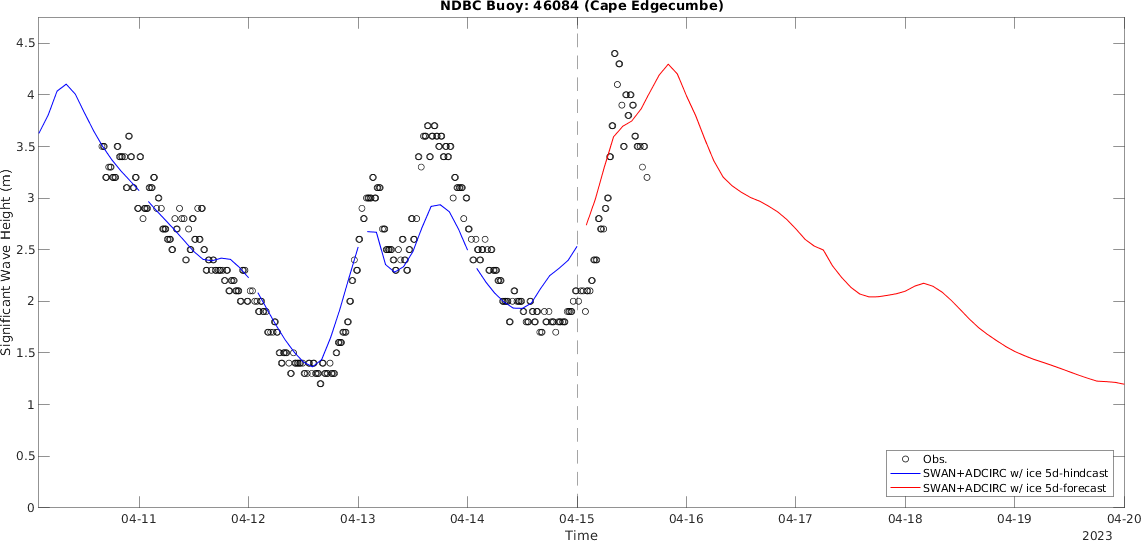 NDBC Buoy: 46084 (Cape Edgecumbe)
Significant Wave Height (m)
4.5
4
3.5
3
2.5
2
1.5
1
0.5
0
Obs.
SWAN+ADCIRC w/ ice 5d-hindcast
SWAN+ADCIRC w/ ice 5d-forecast
04-11 04-12 04-13 04-14 04-15 04-16 04-17 04-18 04-19 04-20
Time
2023